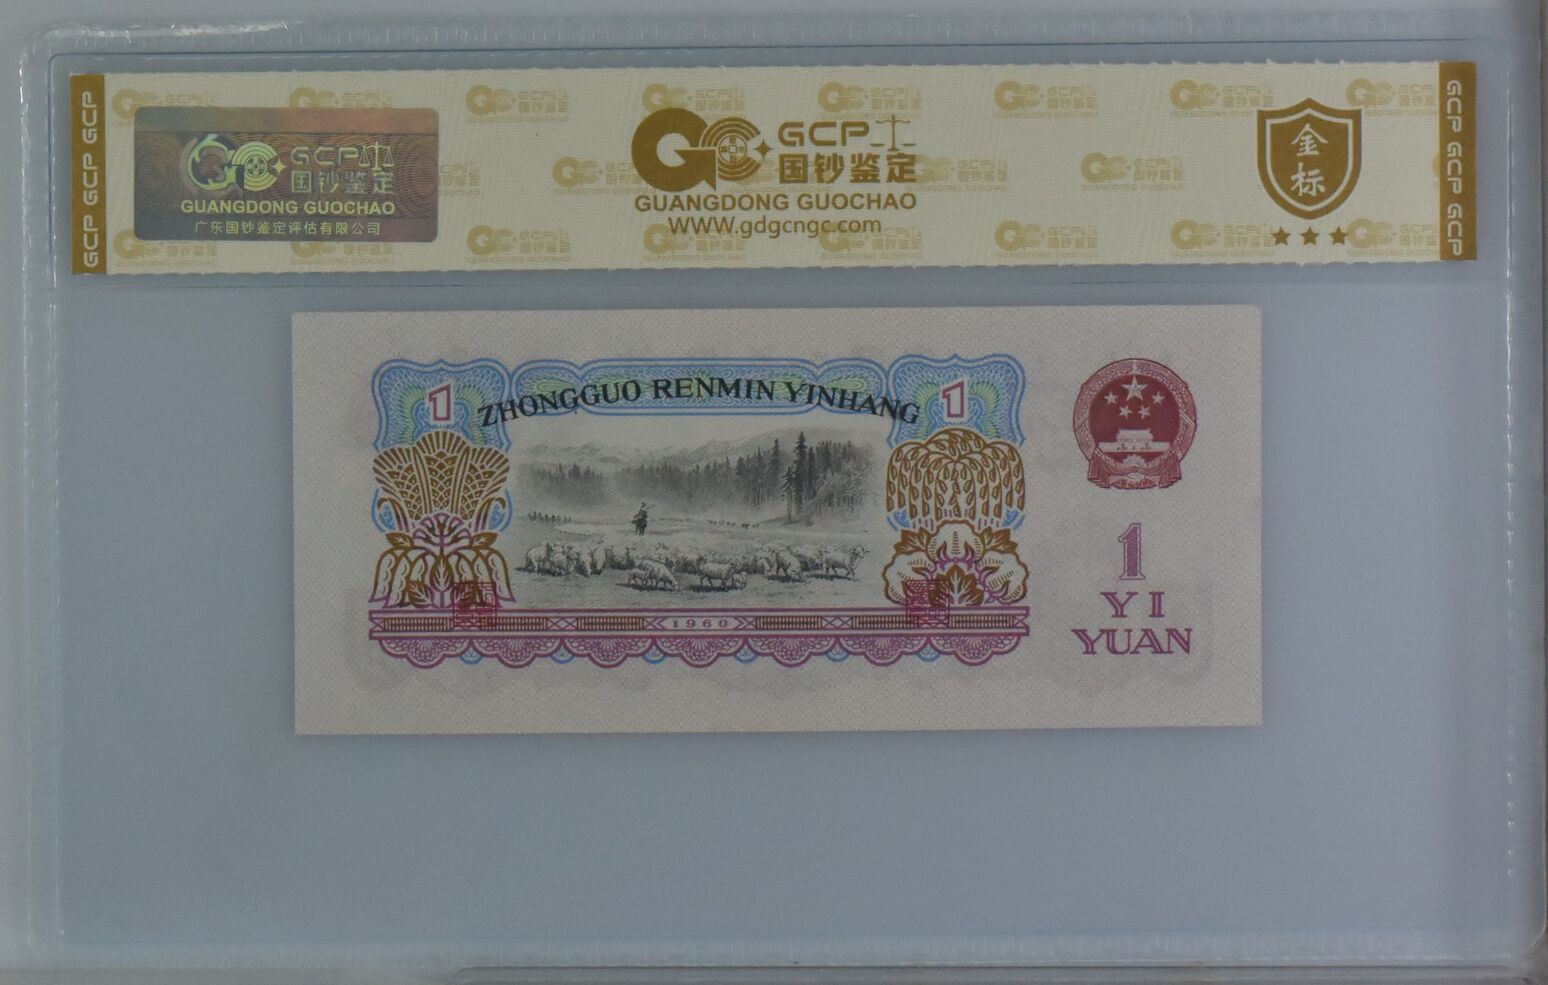 GCP GCP GCP
GCP
国钞鉴定
GUANGDONG GUOCHAO
广东国钞鉴定评估有限公司
GCP
国钞鉴定
GUANGDONG GUOCHAO
WWW.gdgcngc.com
金
标
GCP GCP GCP
ZHONGGUO RENMIN YINHANG
1
1
1960
1
YI
YUAN